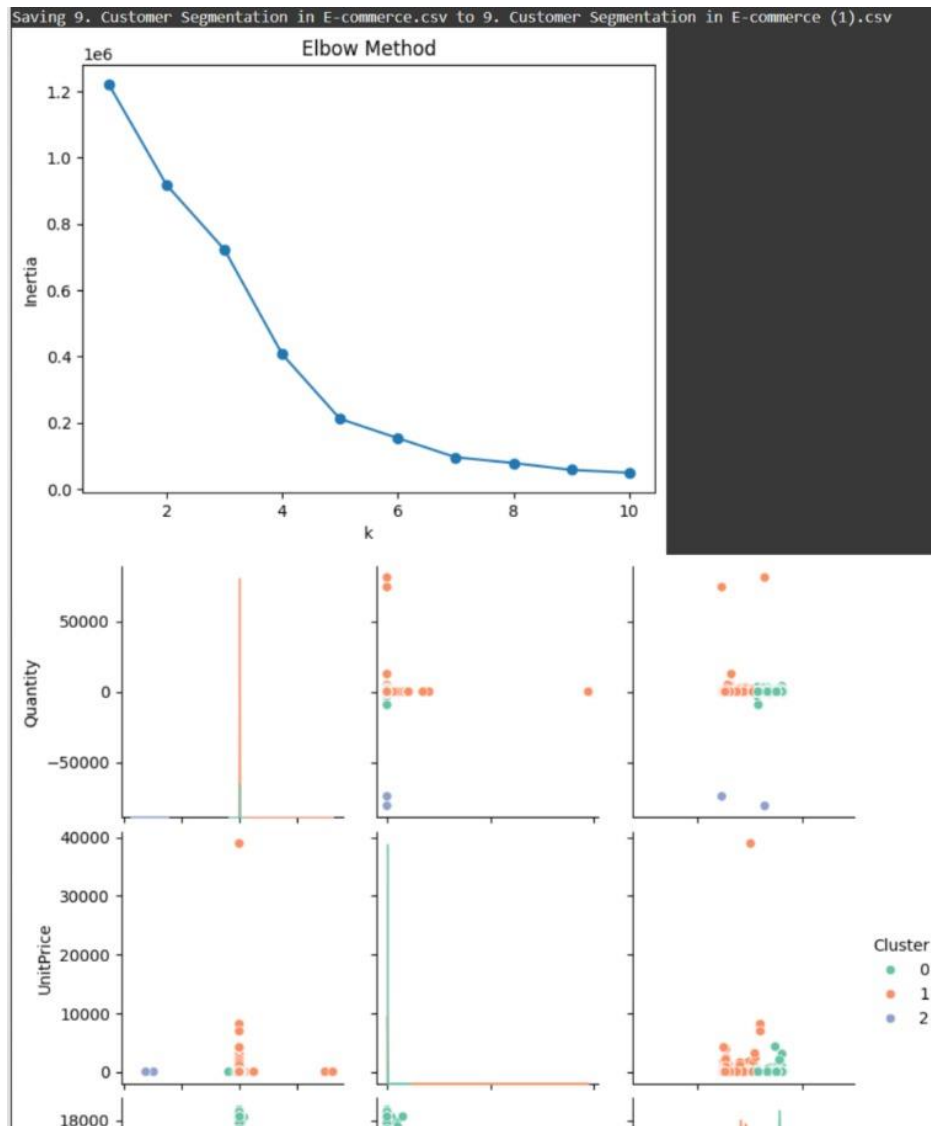 Saving 9. Customer Segmentation in E-commerce.csv to 9. Customer Segmentation in E-commerce (1).csv
Elbow Method
1e6
1.2
1.0
0.8
0.6
0.4
0.2
0.0
Inertia
2 4 6 8 10
k
50000
0
−50000
Quantity
40000
30000
20000
10000
0
UnitPrice
Cluster
0
1
2
18000